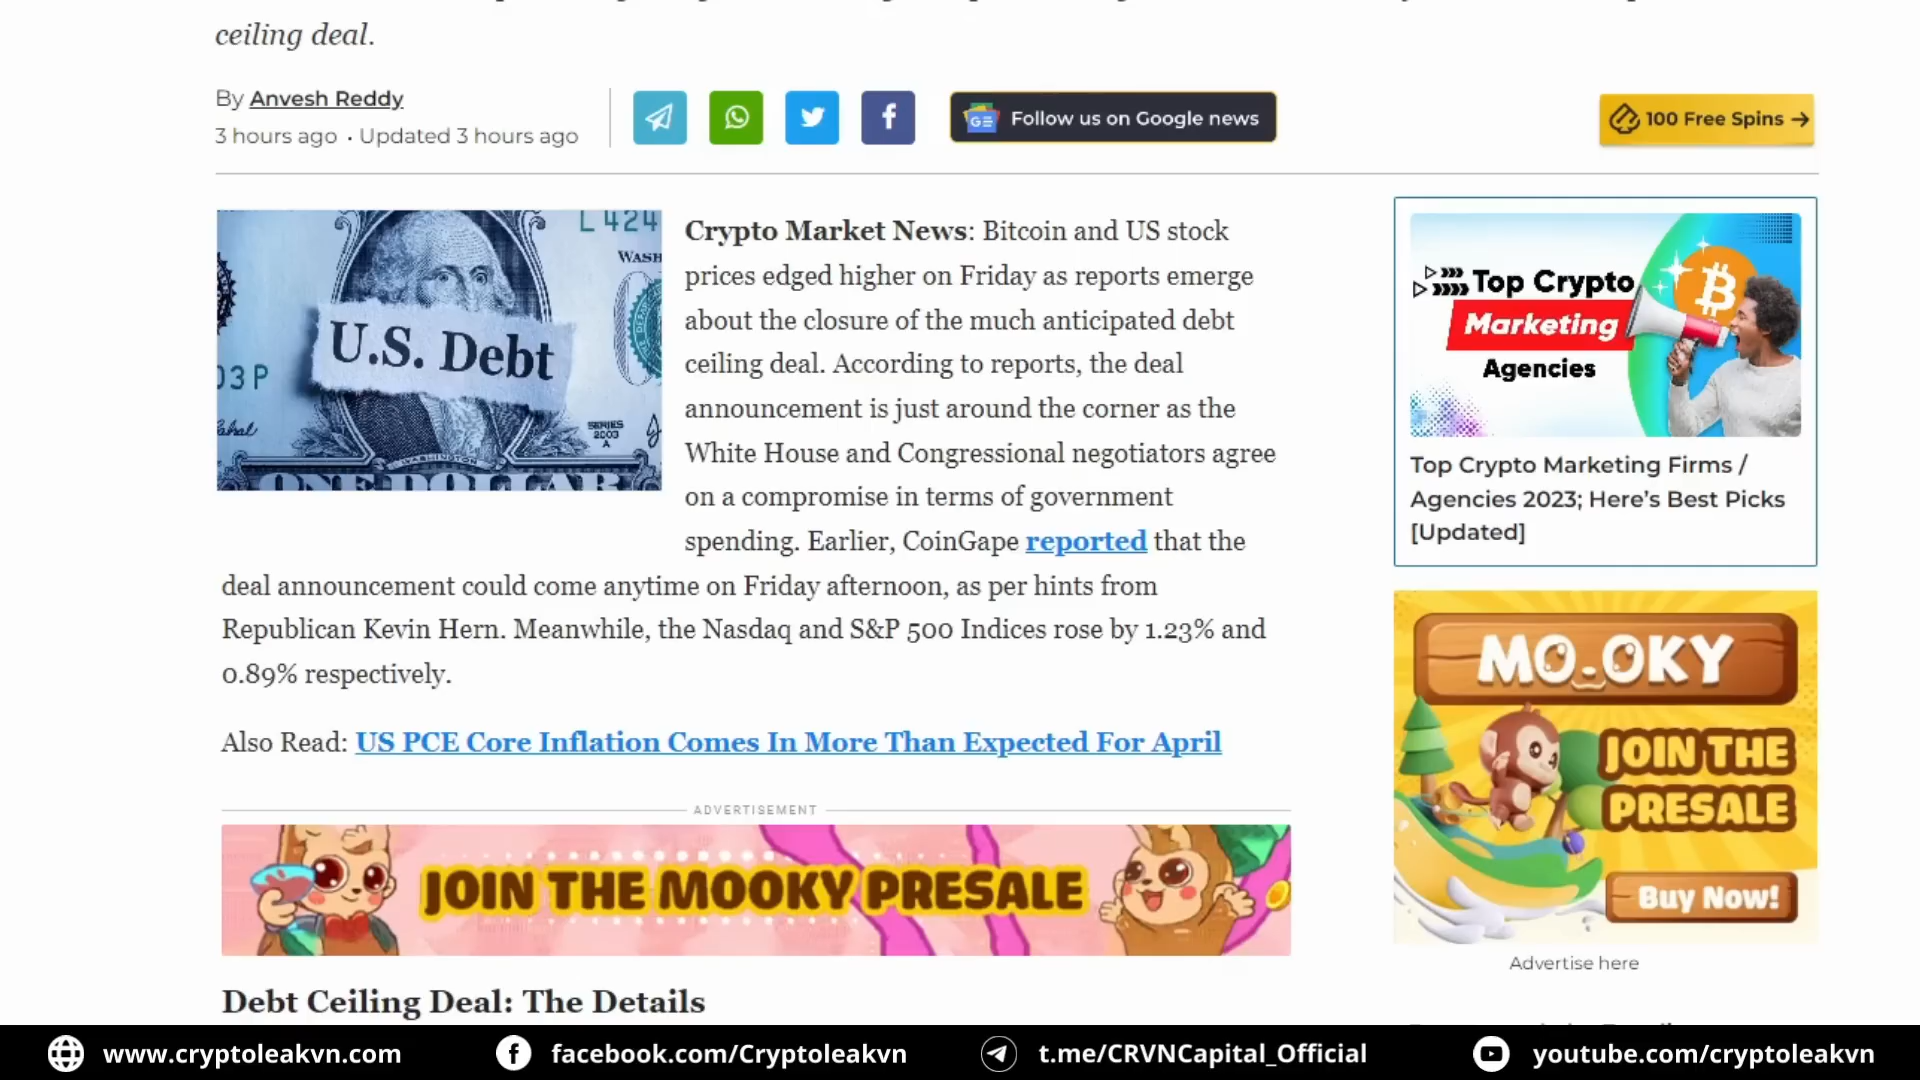 ceiling deal.
By Anvesh Reddy
3 hours ago • Updated 3 hours ago
Follow us on Google news
100 Free Spins →
L 424
WASH
U.S. Debt
03 P
SERIES
2003
A
WASHINGTON
ONE DOLLAR
Crypto Market News: Bitcoin and US stock
prices edged higher on Friday as reports emerge
about the closure of the much anticipated debt
ceiling deal. According to reports, the deal
announcement is just around the corner as the
White House and Congressional negotiators agree
on a compromise in terms of government
spending. Earlier, CoinGape reported that the
deal announcement could come anytime on Friday afternoon, as per hints from
Republican Kevin Hern. Meanwhile, the Nasdaq and S&P 500 Indices rose by 1.23% and
0.89% respectively.
Also Read: US PCE Core Inflation Comes In More Than Expected For April
ADVERTISEMENT
JOIN THE MOOKY PRESALE
Debt Ceiling Deal: The Details
Top Crypto
Marketing
Agencies
Top Crypto Marketing Firms /
Agencies 2023; Here’s Best Picks
[Updated]
MOOKY
JOIN THE
PRESALE
Buy Now!
Advertise here
www.cryptoleakvn.com
facebook.com/Cryptoleakvn
t.me/CRVNCapital_Official
youtube.com/cryptoleakvn